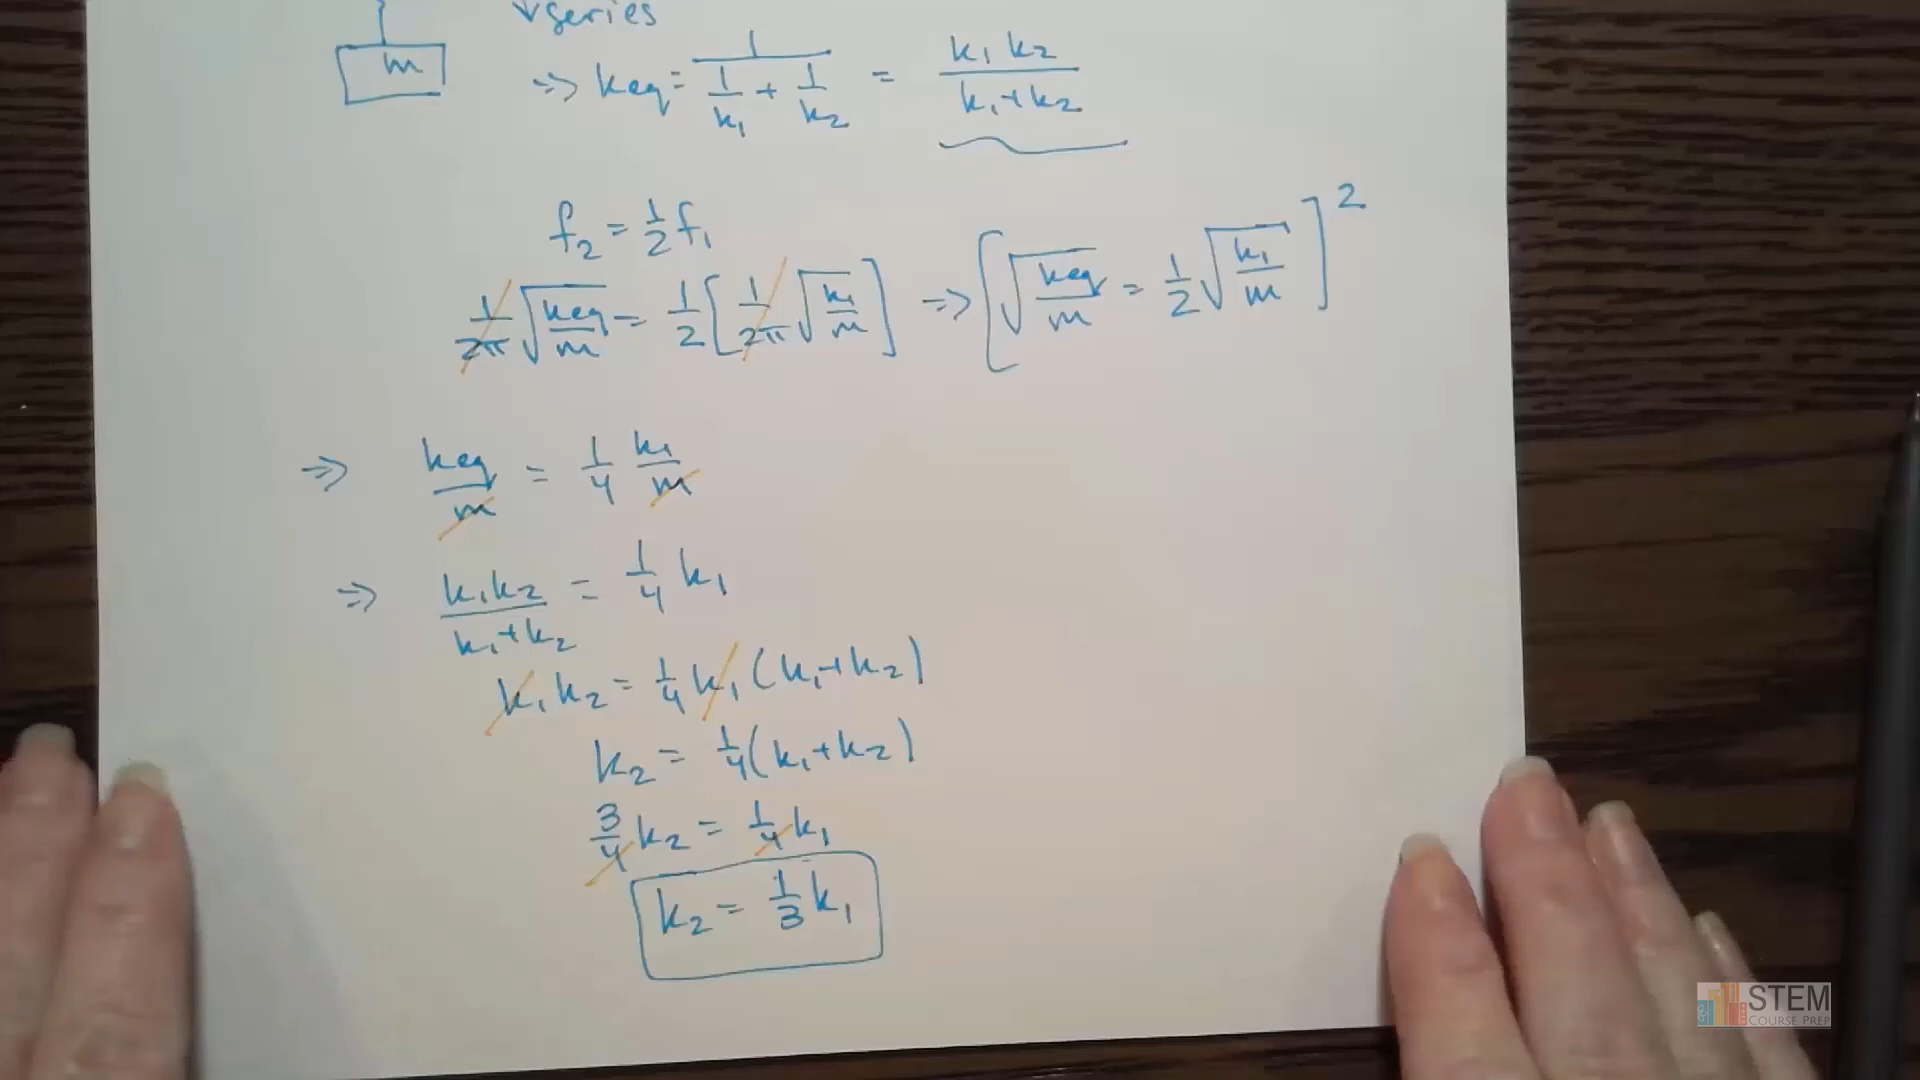 ↓ series
m
=> keq = 1 / (1/k₁ + 1/k₂) = k₁k₂ / (k₁+k₂)
f₂ = 1/2 f₁
1/2π √(keq/m) = 1/2 [1/2π √(k₁/m)] => [√(keq/m) = 1/2 √(k₁/m)]²
=> keq/m = 1/4 k₁/m
=> k₁k₂ / (k₁+k₂) = 1/4 k₁
k₁k₂ = 1/4 k₁ (k₁+k₂)
k₂ = 1/4 (k₁+k₂)
3/4 k₂ = 1/4 k₁
k₂ = 1/3 k₁
STEM
COURSE PREP